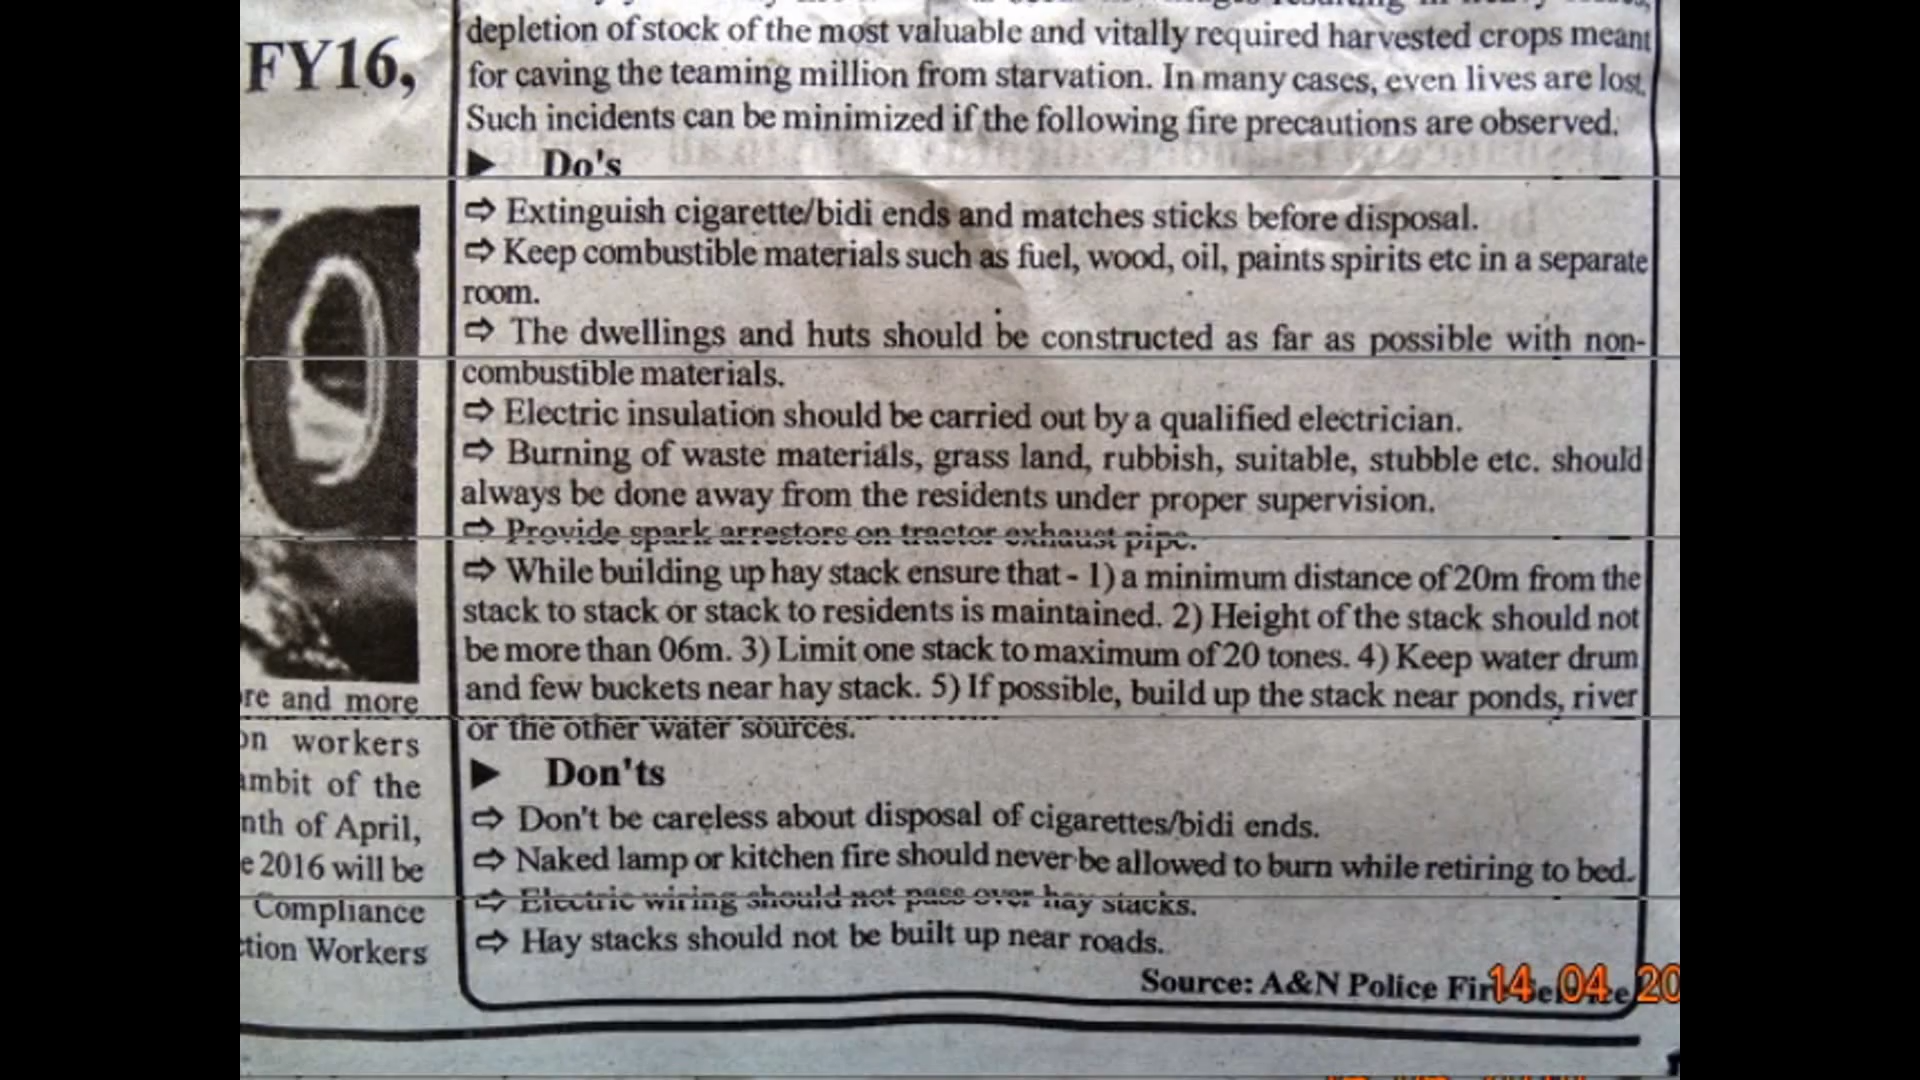 FY16,
depletion of stock of the most valuable and vitally required harvested crops meant
for caving the teaming million from starvation. In many cases, even lives are lost.
Such incidents can be minimized if the following fire precautions are observed.
▶ Do's
⇨ Extinguish cigarette/bidi ends and matches sticks before disposal.
⇨ Keep combustible materials such as fuel, wood, oil, paints spirits etc in a separate
room.
⇨ The dwellings and huts should be constructed as far as possible with non-
combustible materials.
⇨ Electric insulation should be carried out by a qualified electrician.
⇨ Burning of waste materials, grass land, rubbish, suitable, stubble etc. should
always be done away from the residents under proper supervision.
⇨ Provide spark arrestors on tractor exhaust pipe.
⇨ While building up hay stack ensure that - 1) a minimum distance of 20m from the
stack to stack or stack to residents is maintained. 2) Height of the stack should not
be more than 06m. 3) Limit one stack to maximum of 20 tones. 4) Keep water drum
and few buckets near hay stack. 5) If possible, build up the stack near ponds, river
or the other water sources.
▶ Don'ts
⇨ Don't be careless about disposal of cigarettes/bidi ends.
⇨ Naked lamp or kitchen fire should never be allowed to burn while retiring to bed.
⇨ Electric wiring should not pass over hay stacks.
⇨ Hay stacks should not be built up near roads.
Source: A&N Police
14 04 20
re and more
on workers
ambit of the
nth of April,
e 2016 will be
Compliance
ction Workers